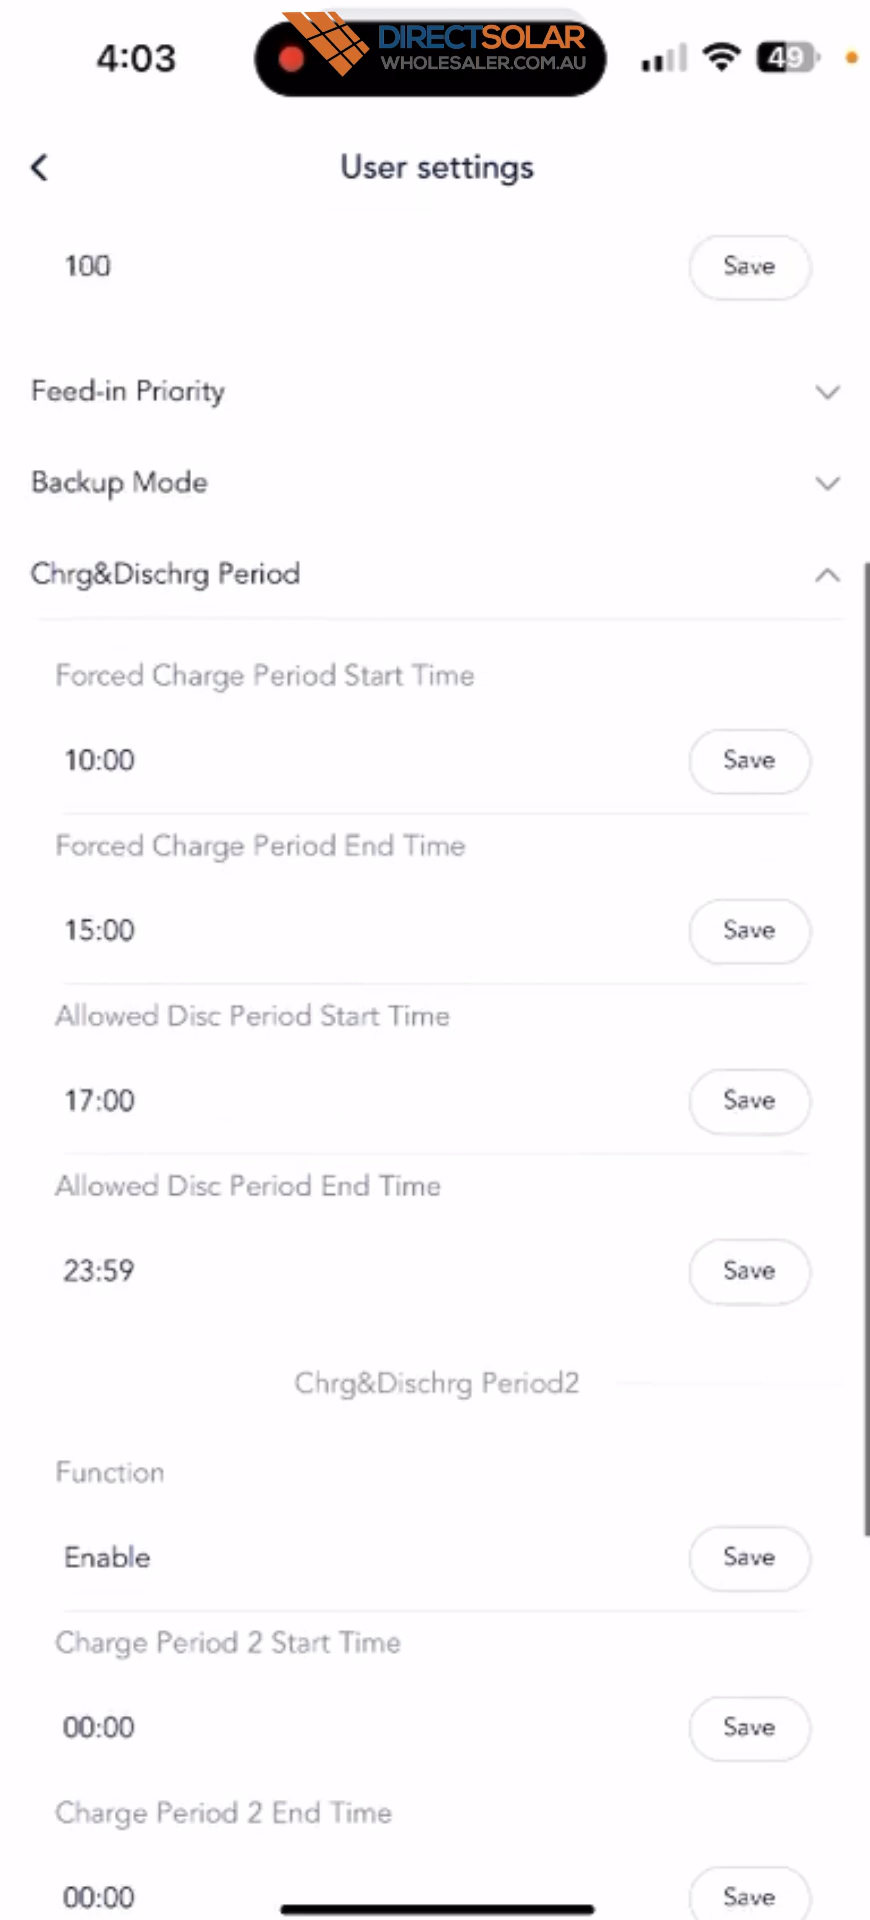 4:03
DIRECTSOLAR
WHOLESALER.COM.AU
49
User settings
100
Save
Feed-in Priority
Backup Mode
Chrg&Dischrg Period
Forced Charge Period Start Time
10:00
Save
Forced Charge Period End Time
15:00
Save
Allowed Disc Period Start Time
17:00
Save
Allowed Disc Period End Time
23:59
Save
Chrg&Dischrg Period2
Function
Enable
Save
Charge Period 2 Start Time
00:00
Save
Charge Period 2 End Time
00:00
Save